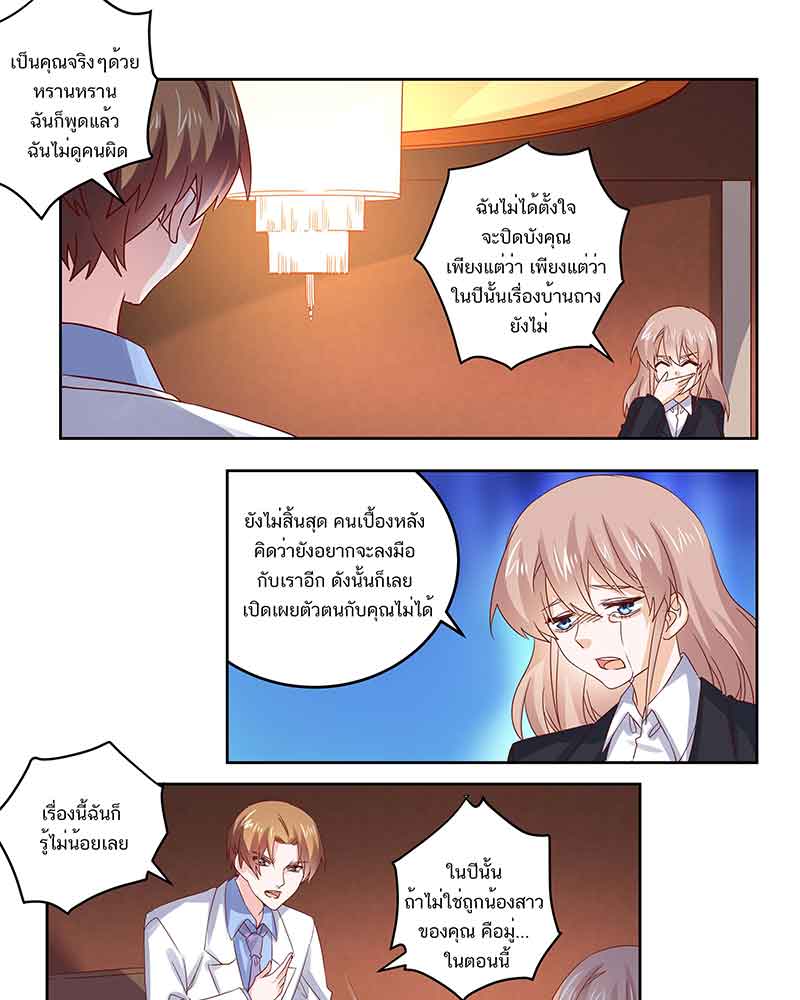 เป็นคุณจริงๆด้วย
หรานหราน
ฉันก็พูดแล้ว
ฉันไม่ดูคนผิด
ฉันไม่ได้ตั้งใจ
จะปิดบังคุณ
เพียงแต่ว่า เพียงแต่ว่า
ในปีนั้นเรื่องบ้านถาง
ยังไม่
ยังไม่สิ้นสุด คนเบื้องหลัง
คิดว่ายังอยากจะลงมือ
กับเราอีก ดังนั้นก็เลย
เปิดเผยตัวตนกับคุณไม่ได้
เรื่องนี้ฉันก็
รู้ไม่น้อยเลย
ในปีนั้น
ถ้าไม่ใช่ถูกน้องสาว
ของคุณ คือมู่...
ในตอนนี้